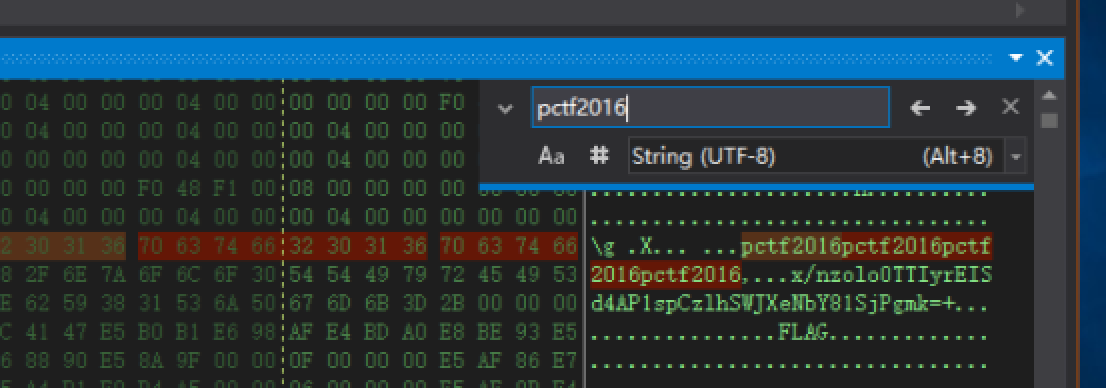 pctf2016
Aa # String (UTF-8) (Alt+8)
0 04 00 00 00 04 00 00 00 00 00 00 00 F0
0 04 00 00 00 04 00 00 00 04 00 00 00
0 04 00 00 00 04 00 00 00 04 00 00 00
0 00 00 00 F0 48 F1 00 08 00 00 00
0 04 00 00 00 04 00 00 00 04 00 00 00 00 00 00
2 30 31 36 70 63 74 66 32 30 31 36 70 63 74 66 \g .X... ...pctf2016pctf2016pctf
8 2F 6E 7A 6F 6C 6F 30 54 54 49 79 72 45 49 53 2016pctf2016,....x/nzolo0TTIyrEIS
E 62 59 38 31 53 6A 50 67 6D 6B 3D 2B 00 00 00 d4AP1spCzlhSWJXeNbY81SjPgmk=+...
C 41 47 E5 B0 B1 E6 98 AF E4 BD A0 E8 BE 93 E5 ................FLAG.............
6 88 90 E5 8A 9F 00 00 0F 00 00 00 E5 AF 86 E7